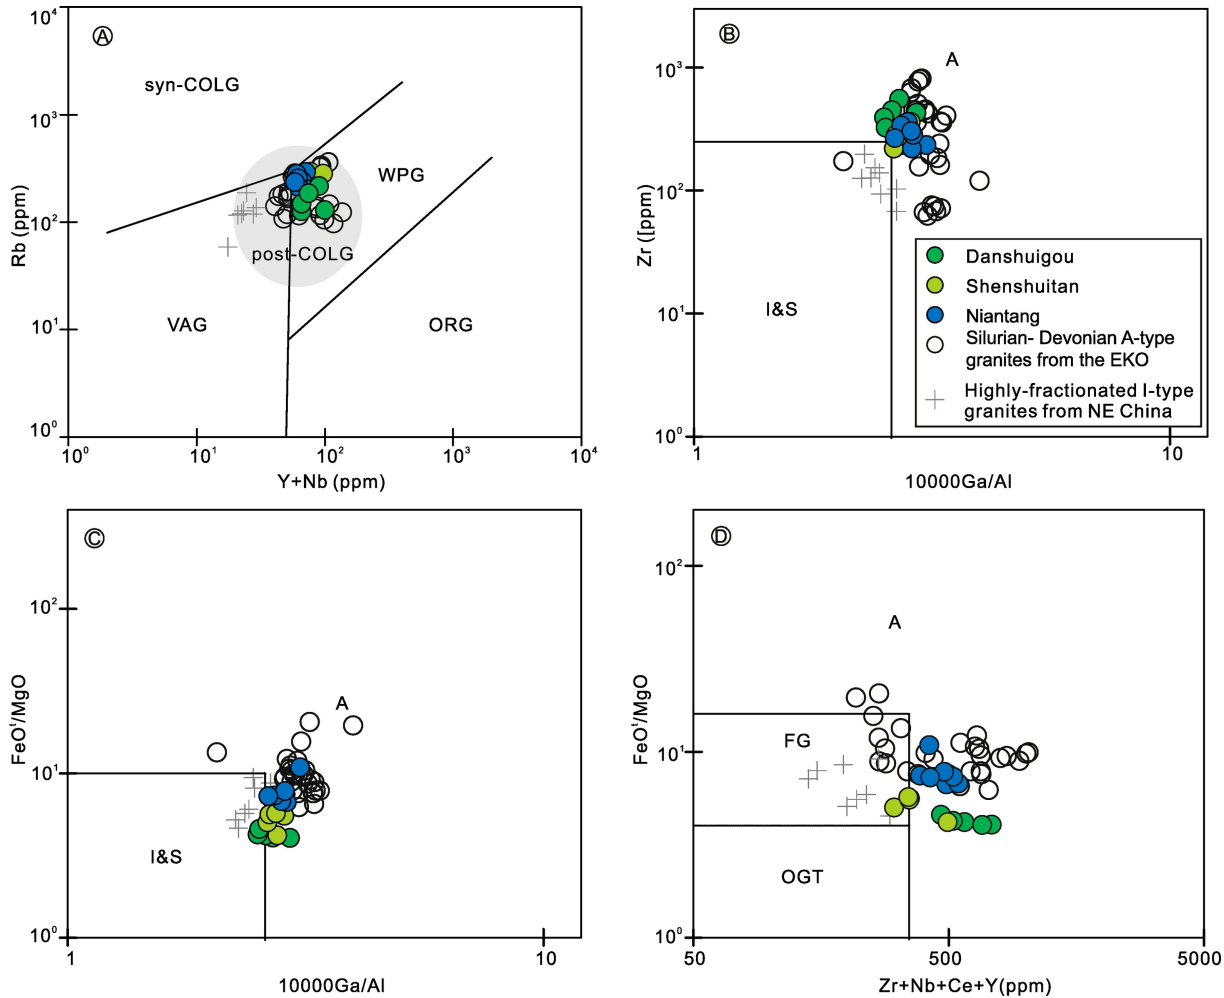 Ⓐ
Rb (ppm)
10⁴
10³
10²
10¹
10⁰
syn-COLG
WPG
post-COLG
VAG
ORG
10⁰
10¹
10²
10³
10⁴
Y+Nb (ppm)
Ⓑ
Zr ([ppm)
10³
10²
10¹
10⁰
A
I&S
Danshuigou
Shenshuitan
Niantang
Silurian- Devonian A-type
granites from the EKO
Highly-fractionated I-type
granites from NE China
1
10
10000Ga/Al
Ⓒ
FeOᵗ/MgO
10²
10¹
10⁰
A
I&S
1
10
10000Ga/Al
Ⓓ
FeOᵗ/MgO
10²
10¹
10⁰
A
FG
OGT
50
500
5000
Zr+Nb+Ce+Y(ppm)